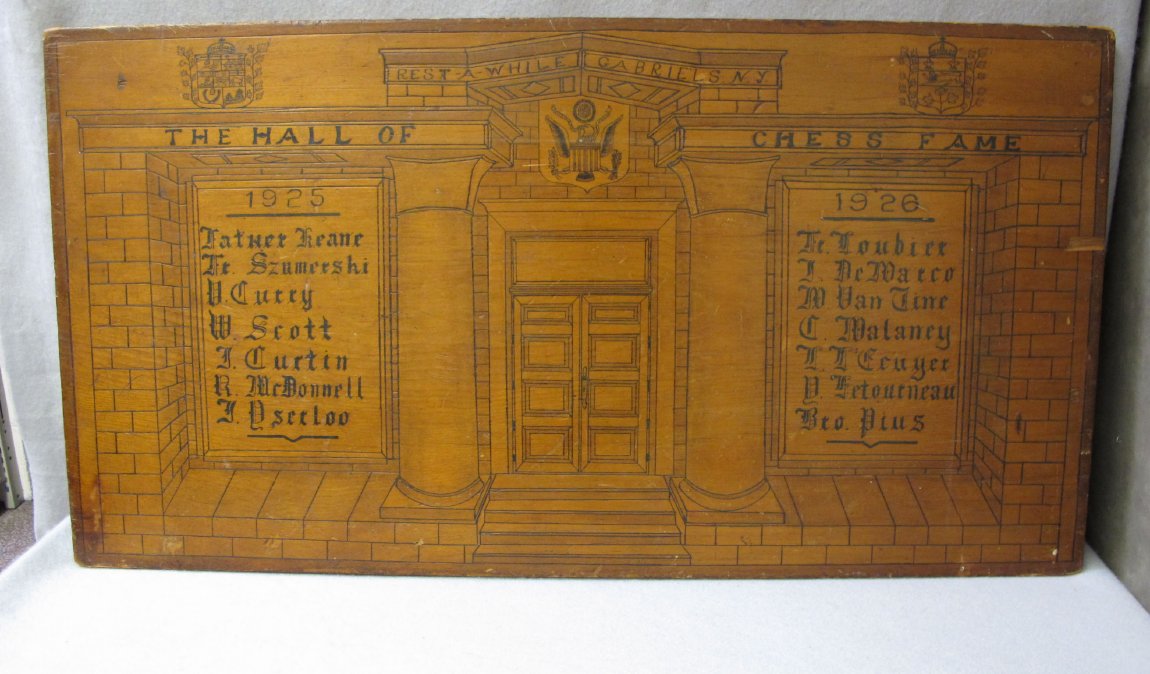 REST-A-WHILE GABRIELS N.Y.
THE HALL OF CHESS FAME
1925
Father Keane
Fr. Szumerski
V. Curry
W. Scott
J. Curtin
R. McDonnell
J. Yserloo
1926
Fr. Loubier
J. DeMarco
W Van Tine
C. Malaney
L. L'Ecuyer
V. Letourneau
Bro. Pius